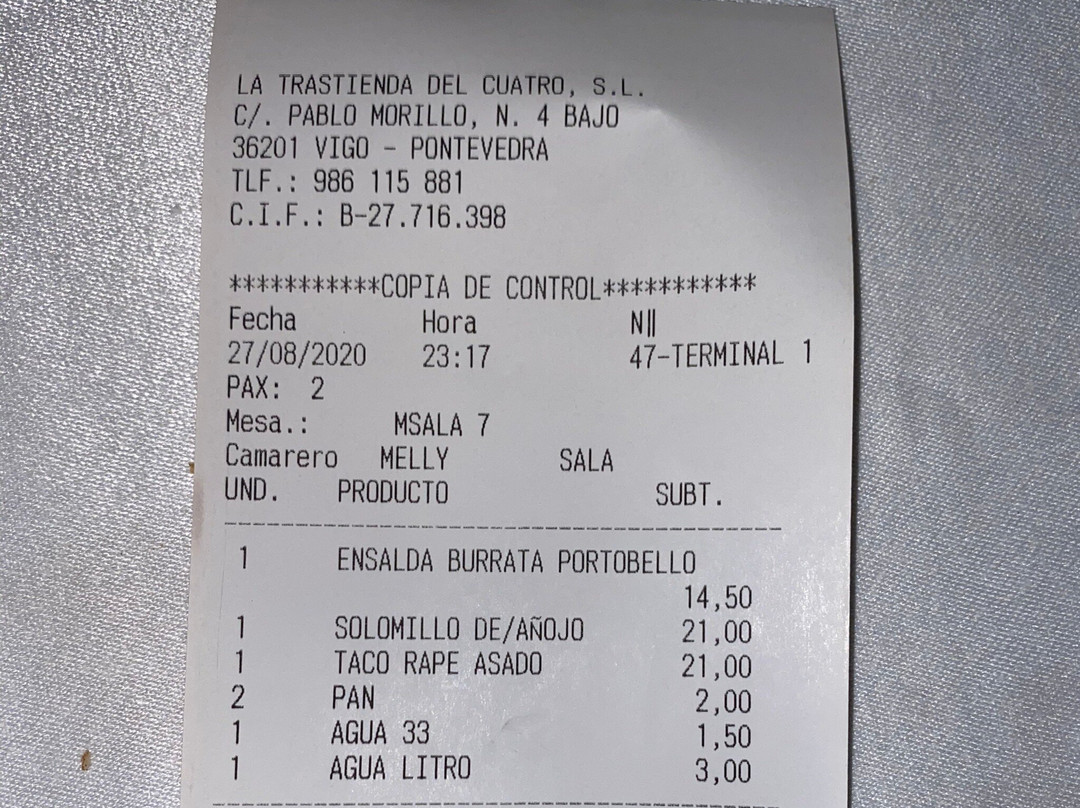 LA TRASTIENDA DEL CUATRO, S.L.
C/. PABLO MORILLO, N. 4 BAJO
36201 VIGO - PONTEVEDRA
TLF.: 986 115 881
C.I.F.: B-27.716.398
***********COPIA DE CONTROL***********
Fecha Hora N‖
27/08/2020 23:17 47-TERMINAL 1
PAX: 2
Mesa.: MSALA 7
Camarero MELLY SALA
UND. PRODUCTO SUBT.
1 ENSALDA BURRATA PORTOBELLO
14,50
1 SOLOMILLO DE/AÑOJO 21,00
1 TACO RAPE ASADO 21,00
2 PAN 2,00
1 AGUA 33 1,50
1 AGUA LITRO 3,00